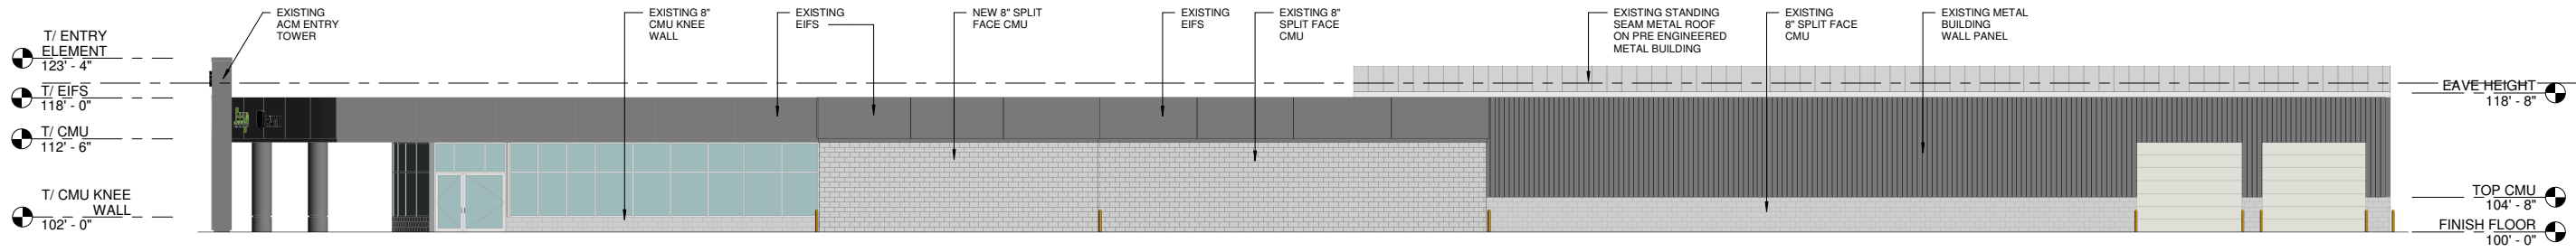 EXISTING
ACM ENTRY
TOWER
EXISTING 8"
CMU KNEE
WALL
EXISTING
EIFS
NEW 8" SPLIT
FACE CMU
EXISTING
EIFS
EXISTING 8"
SPLIT FACE
CMU
EXISTING STANDING
SEAM METAL ROOF
ON PRE ENGINEERED
METAL BUILDING
EXISTING
8" SPLIT FACE
CMU
EXISTING METAL
BUILDING
WALL PANEL
T/ ENTRY
ELEMENT
123' - 4"
T/ EIFS
118' - 0"
T/ CMU
112' - 6"
T/ CMU KNEE
WALL
102' - 0"
EAVE HEIGHT
118' - 8"
TOP CMU
104' - 8"
FINISH FLOOR
100' - 0"